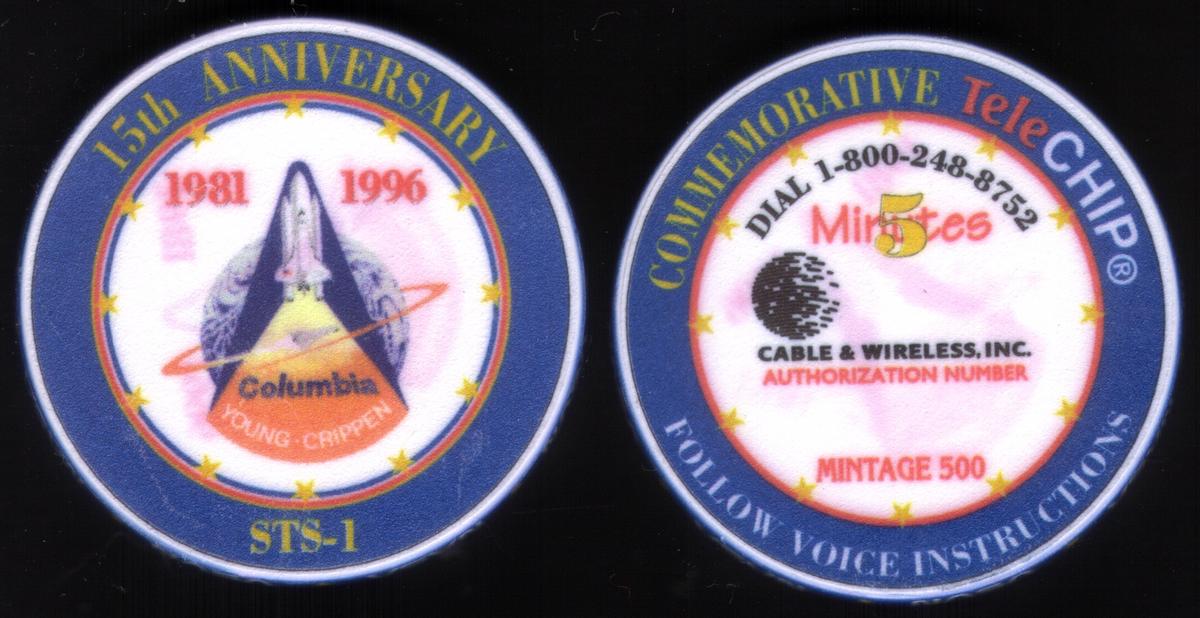 15th ANNIVERSARY
1981 1996
Columbia
YOUNG CRIPPEN
STS-1
COMMEMORATIVE TeleCHIP®
DIAL 1-800-248-8752
5 Minutes
CABLE & WIRELESS, INC.
AUTHORIZATION NUMBER
MINTAGE 500
FOLLOW VOICE INSTRUCTIONS